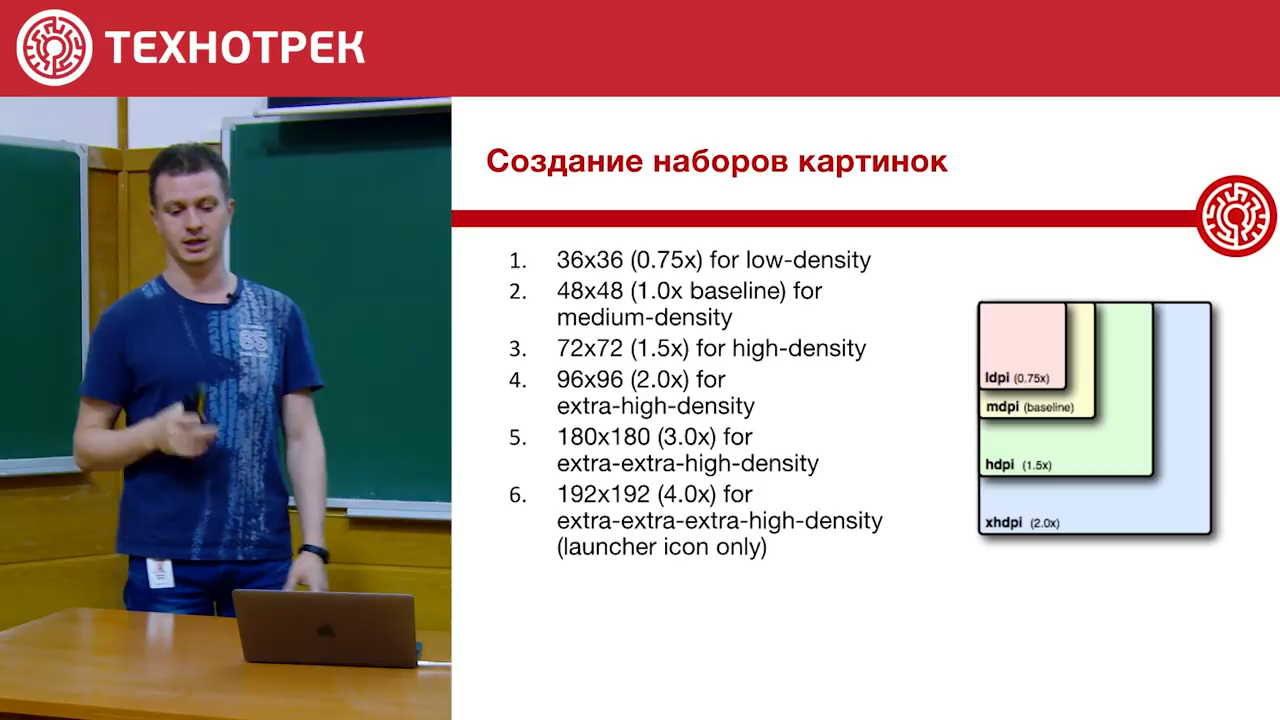 ТЕХНОТРЕК
Создание наборов картинок
1. 36x36 (0.75x) for low-density
2. 48x48 (1.0x baseline) for
medium-density
3. 72x72 (1.5x) for high-density
4. 96x96 (2.0x) for
extra-high-density
5. 180x180 (3.0x) for
extra-extra-high-density
6. 192x192 (4.0x) for
extra-extra-extra-high-density
(launcher icon only)
ldpi (0.75x)
mdpi (baseline)
hdpi (1.5x)
xhdpi (2.0x)
65